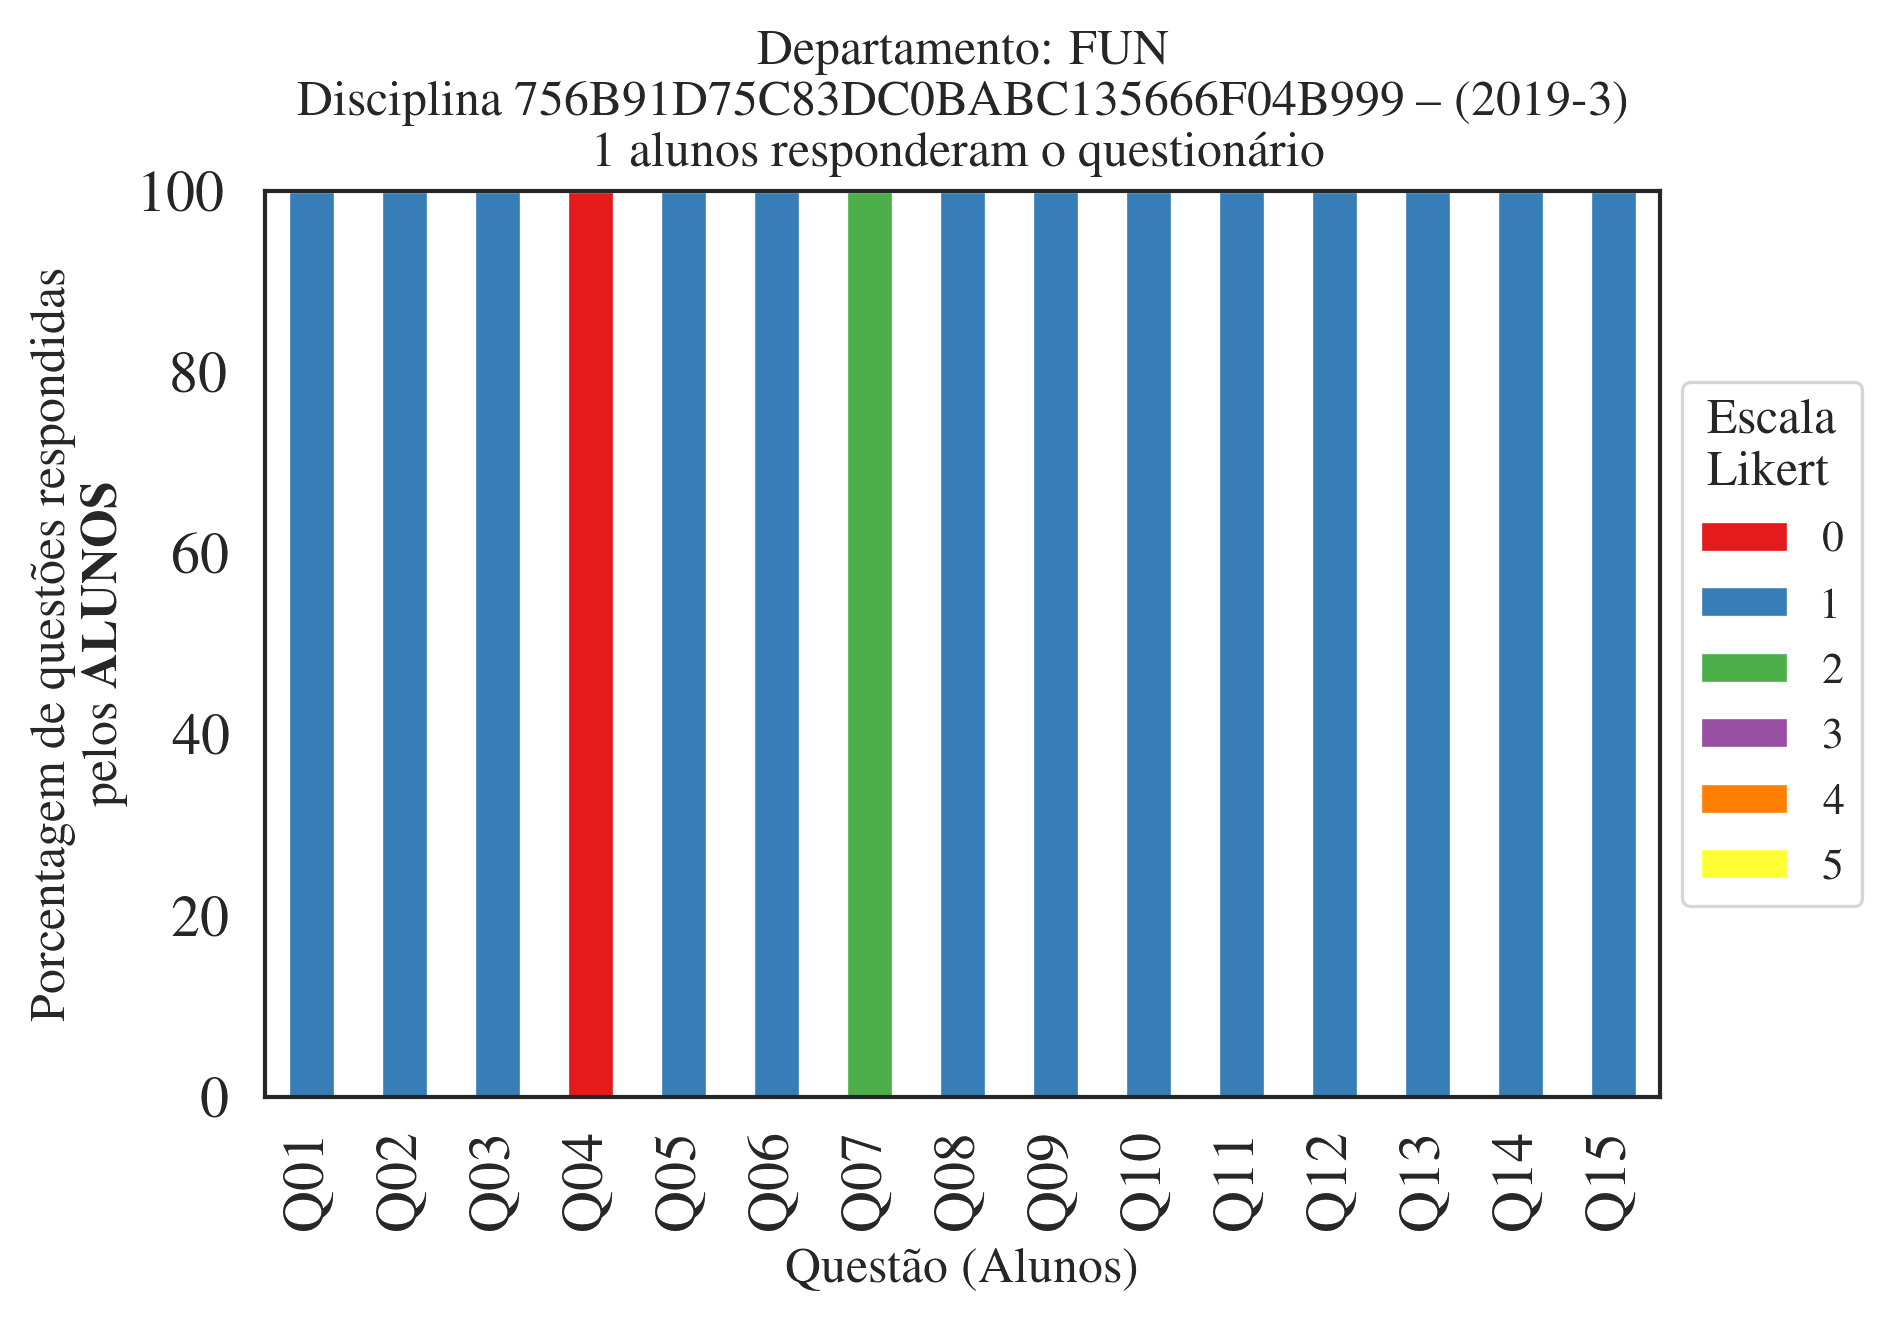 Departamento: FUN
Disciplina 756B91D75C83DC0BABC135666F04B999 – (2019-3)
1 alunos responderam o questionário
Porcentagem de questões respondidas
pelos ALUNOS
100
80
60
40
20
0
Q01
Q02
Q03
Q04
Q05
Q06
Q07
Q08
Q09
Q10
Q11
Q12
Q13
Q14
Q15
Questão (Alunos)
Escala
Likert
0
1
2
3
4
5